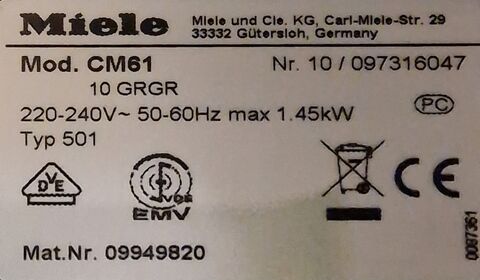 Miele
Miele und Cie. KG, Carl-Miele-Str. 29
33332 Gütersloh, Germany
Mod. CM61
Nr. 10 / 097316047
10 GRGR
220-240V~ 50-60Hz max 1.45kW
PC
Typ 501
DVE
VDE
EMV
CE
Mat.Nr. 09949820
0087361